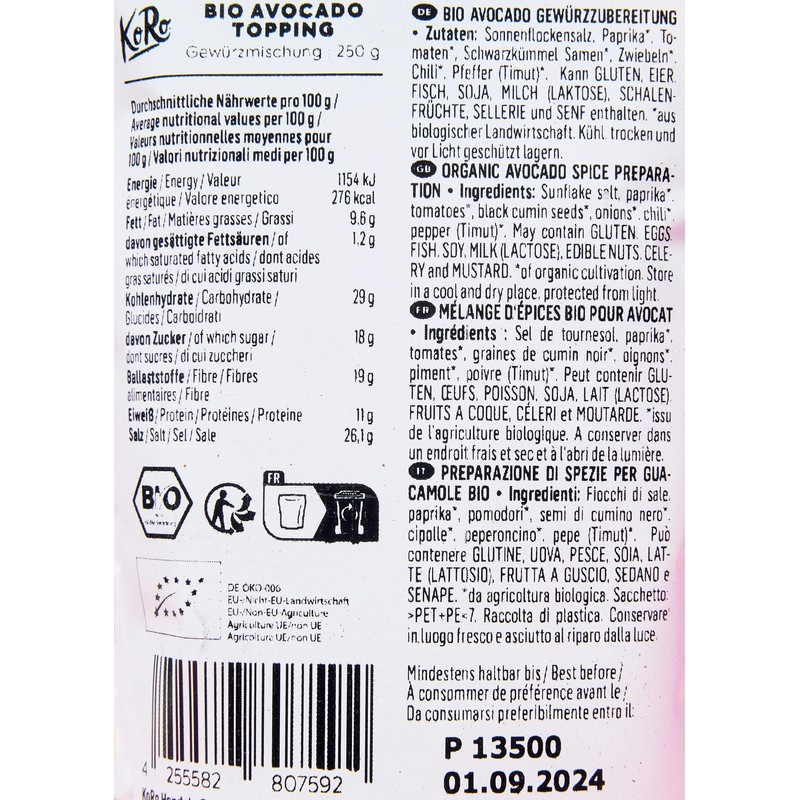 KoRo
BIO AVOCADO
TOPPING
Gewürzmischung 250 g
Durchschnittliche Nährwerte pro 100 g /
Average nutritional values per 100 g /
Valeurs nutritionnelles moyennes pour
100 g / Valori nutrizionali medi per 100 g
Energie / Energy / Valeur 1154 kJ
énergétique / Valore energetico 276 kcal
Fett / Fat / Matières grasses / Grassi 9.6 g
davon gesättigte Fettsäuren / of 1.2 g
which saturated fatty acids / dont acides
gras saturés / di cui acidi grassi saturi
Kohlenhydrate / Carbohydrate / 29 g
Glucides / Carboidrati
davon Zucker / of which sugar / 18 g
dont sucres / di cui zuccheri
Ballaststoffe / Fibre / Fibres 19 g
alimentaires / Fibre
Eiweiß / Protein / Protéines / Proteine 11 g
Salz / Salt / Sel / Sale 26,1 g
BIO
FR
DE ÖKO-006
EU-/Nicht-EU-Landwirtschaft
EU-/Non-EU-Agriculture
Agriculture UE/non UE
Agricoltura UE/non UE
4 255582 807592
DE BIO AVOCADO GEWÜRZZUBEREITUNG
• Zutaten: Sonnenflockensalz, Paprika*, To-
maten*, Schwarzkümmel Samen*, Zwiebeln*,
Chili*, Pfeffer (Timut)*. Kann GLUTEN, EIER,
FISCH, SOJA, MILCH (LAKTOSE), SCHALEN-
FRÜCHTE, SELLERIE und SENF enthalten. *aus
biologischer Landwirtschaft. Kühl, trocken und
vor Licht geschützt lagern.
GB ORGANIC AVOCADO SPICE PREPARA-
TION • Ingredients: Sunflake salt, paprika*,
tomatoes*, black cumin seeds*, onions*, chili*,
pepper (Timut)*. May contain GLUTEN, EGGS,
FISH, SOY, MILK (LACTOSE), EDIBLE NUTS, CELE-
RY and MUSTARD. *of organic cultivation. Store
in a cool and dry place, protected from light.
FR MÉLANGE D'ÉPICES BIO POUR AVOCAT
• Ingrédients : Sel de tournesol, paprika*,
tomates*, graines de cumin noir*, oignons*,
piment*, poivre (Timut)*. Peut contenir GLU-
TEN, ŒUFS, POISSON, SOJA, LAIT (LACTOSE),
FRUITS A COQUE, CÉLERI et MOUTARDE. *issu
de l'agriculture biologique. A conserver dans
un endroit frais et sec et à l'abri de la lumière.
IT PREPARAZIONE DI SPEZIE PER GUA-
CAMOLE BIO • Ingredienti: Fiocchi di sale,
paprika*, pomodori*, semi di cumino nero*,
cipolle*, peperoncino*, pepe (Timut)*. Può
contenere GLUTINE, UOVA, PESCE, SOIA, LAT-
TE (LATTOSIO), FRUTTA A GUSCIO, SEDANO e
SENAPE. *da agricoltura biologica. Sacchetto:
>PET+PE<7. Raccolta di plastica. Conservare
in luogo fresco e asciutto al riparo dalla luce.
Mindestens haltbar bis / Best before /
À consommer de préférence avant le /
Da consumarsi preferibilmente entro il:
P 13500
01.09.2024